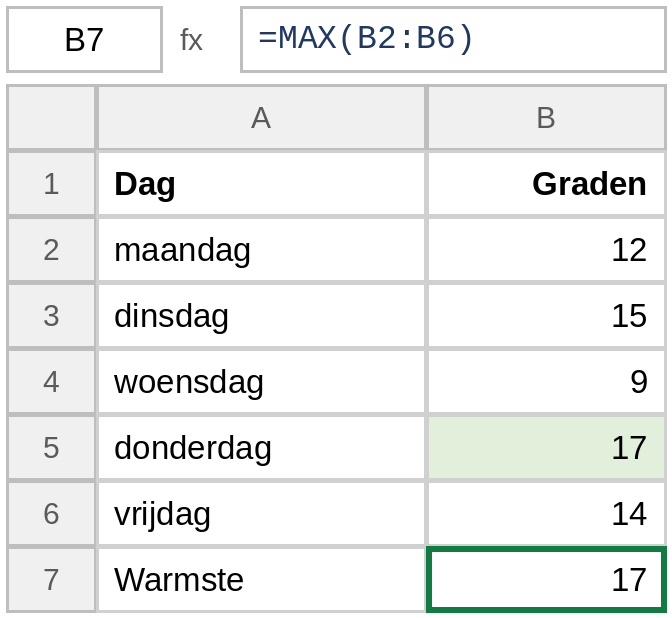 B7 fx =MAX(B2:B6)
A B
1 Dag Graden
2 maandag 12
3 dinsdag 15
4 woensdag 9
5 donderdag 17
6 vrijdag 14
7 Warmste 17